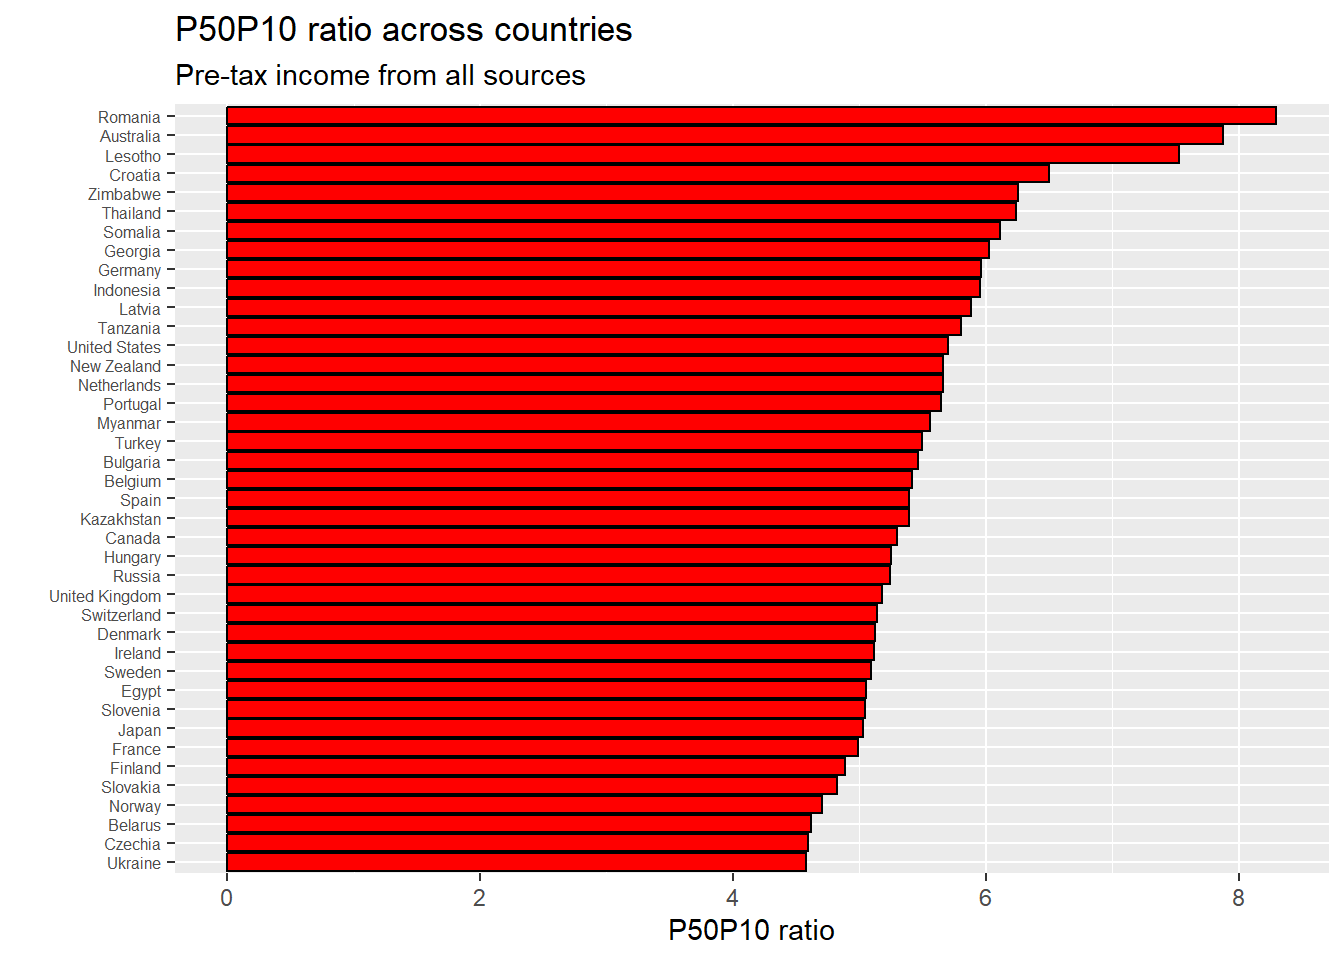 P50P10 ratio across countries
Pre-tax income from all sources
Romania
Australia
Lesotho
Croatia
Zimbabwe
Thailand
Somalia
Georgia
Germany
Indonesia
Latvia
Tanzania
United States
New Zealand
Netherlands
Portugal
Myanmar
Turkey
Bulgaria
Belgium
Spain
Kazakhstan
Canada
Hungary
Russia
United Kingdom
Switzerland
Denmark
Ireland
Sweden
Egypt
Slovenia
Japan
France
Finland
Slovakia
Norway
Belarus
Czechia
Ukraine
0 2 4 6 8
P50P10 ratio